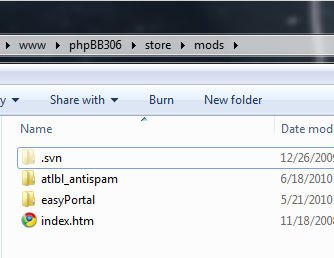 www phpBB306 store mods
Share with Burn New folder
Name Date mod
.svn 12/26/2009
atlbl_antispam 6/18/2010
easyPortal 5/21/2010
index.htm 11/18/2008